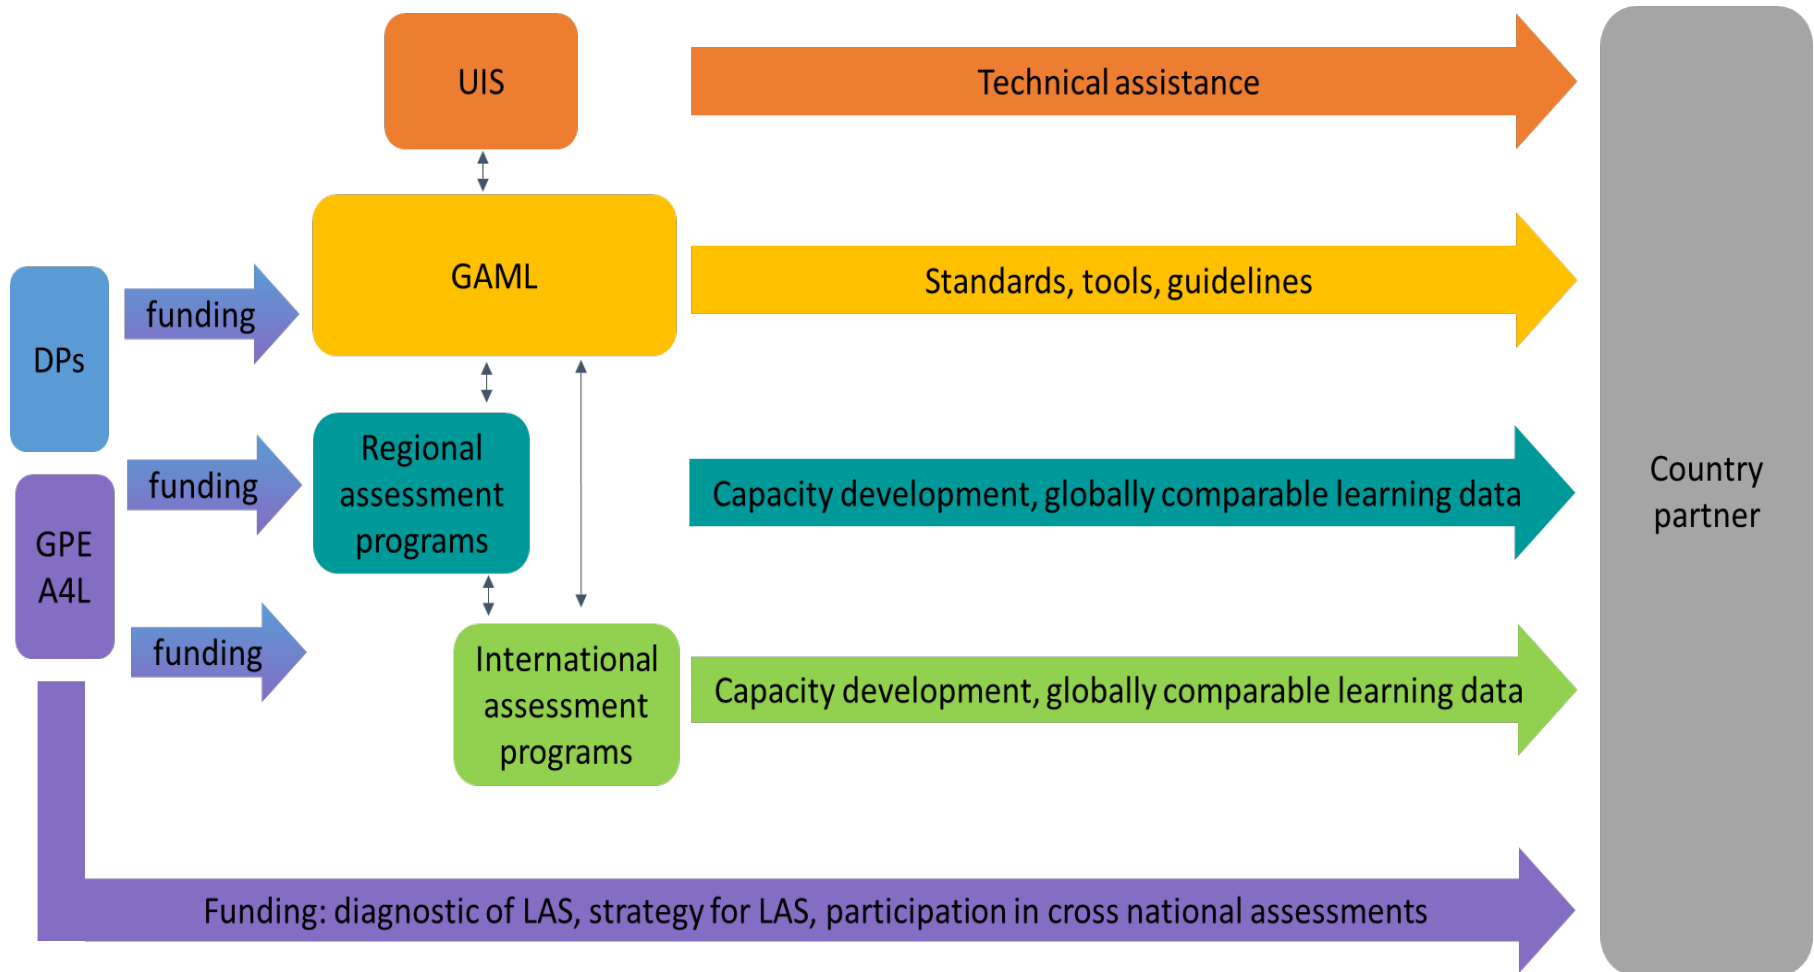 UIS
Technical assistance
GAML
Standards, tools, guidelines
funding
DPs
Regional
assessment
programs
funding
Capacity development, globally comparable learning data
Country
partner
GPE
A4L
funding
International
assessment
programs
Capacity development, globally comparable learning data
Funding: diagnostic of LAS, strategy for LAS, participation in cross national assessments